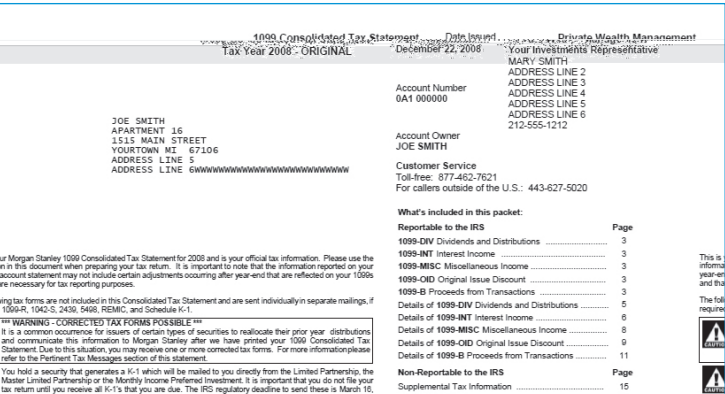 1099 Consolidated Tax Statement
Date Issued
Private Wealth Management
Tax Year 2008 - ORIGINAL
December 22, 2008
Your Investments Representative
MARY SMITH
ADDRESS LINE 2
ADDRESS LINE 3
ADDRESS LINE 4
ADDRESS LINE 5
ADDRESS LINE 6
212-555-1212
Account Number
0A1 000000
JOE SMITH
APARTMENT 16
1515 MAIN STREET
YOURTOWN MI 67106
ADDRESS LINE 5
ADDRESS LINE 6WWWWWWWWWWWWWWWWWWWWWWWWWW
Account Owner
JOE SMITH
Customer Service
Toll-free: 877-462-7621
For callers outside of the U.S.: 443-627-5020
What's included in this packet:
Reportable to the IRS Page
1099-DIV Dividends and Distributions 3
1099-INT Interest Income 3
1099-MISC Miscellaneous Income 3
1099-OID Original Issue Discount 3
1099-B Proceeds from Transactions 3
Details of 1099-DIV Dividends and Distributions 5
Details of 1099-INT Interest Income 6
Details of 1099-MISC Miscellaneous Income 8
Details of 1099-OID Original Issue Discount 9
Details of 1099-B Proceeds from Transactions 11
Non-Reportable to the IRS Page
Supplemental Tax Information 15
ur Morgan Stanley 1099 Consolidated Tax Statement for 2008 and is your official tax information. Please use the
on in this document when preparing your tax return. It is important to note that the information reported on your
account statement may not include certain adjustments occurring after year-end that are reflected on your 1099s
are necessary for tax reporting purposes.
wing tax forms are not included in this Consolidated Tax Statement and are sent individually in separate mailings, if
1099-R, 1042-S, 2439, 5498, REMIC, and Schedule K-1.
*** WARNING - CORRECTED TAX FORMS POSSIBLE ***
It is a common occurrence for issuers of certain types of securities to reallocate their prior year distributions
and communicate this information to Morgan Stanley after we have printed your 1099 Consolidated Tax
Statement. Due to this situation, you may receive one or more corrected tax forms. For more information please
refer to the Pertinent Tax Messages section of this statement.
You hold a security that generates a K-1 which will be mailed to you directly from the Limited Partnership, the
Master Limited Partnership or the Monthly Income Preferred Investment. It is important that you do not file your
tax return until you receive all K-1's that you are due. The IRS regulatory deadline to send these is March 16,
This is
informa
year-en
and tha
The foll
require
CAUTIO
CAUTIO